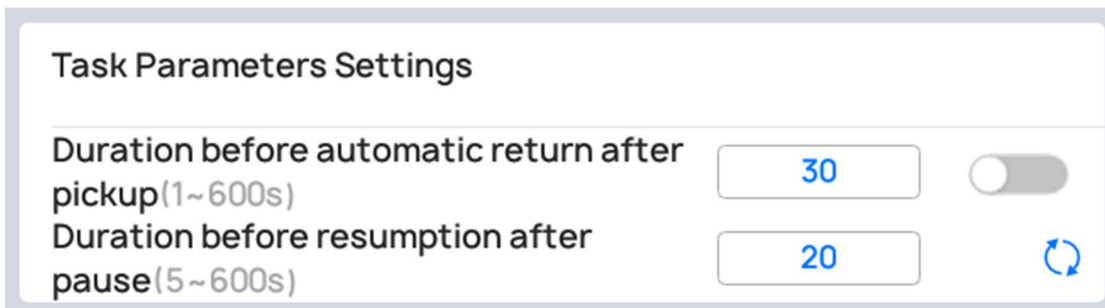 Task Parameters Settings
Duration before automatic return after
pickup(1~600s)
30
Duration before resumption after
pause(5~600s)
20